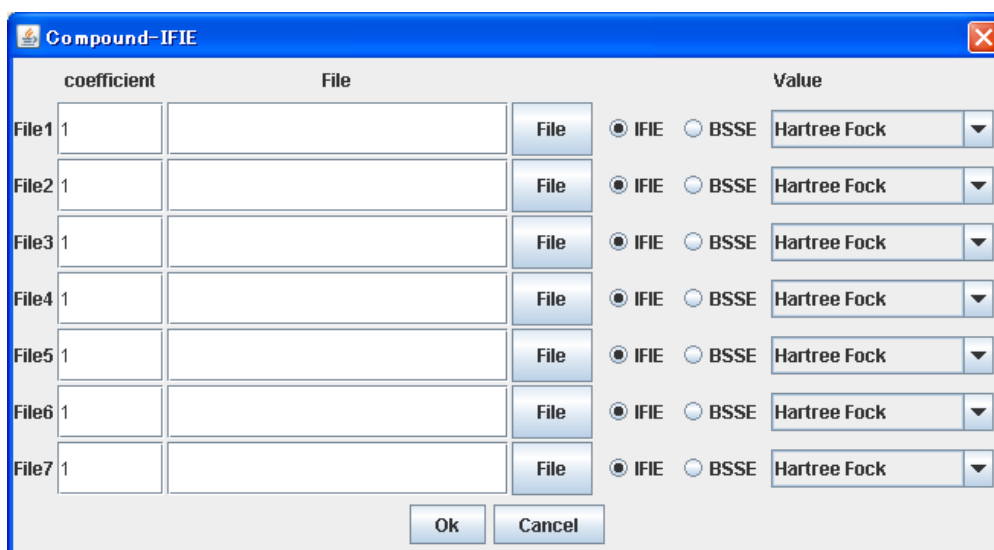 Compound-IFIE
coefficient File Value
File1 1 File IFIE BSSE Hartree Fock
File2 1 File IFIE BSSE Hartree Fock
File3 1 File IFIE BSSE Hartree Fock
File4 1 File IFIE BSSE Hartree Fock
File5 1 File IFIE BSSE Hartree Fock
File6 1 File IFIE BSSE Hartree Fock
File7 1 File IFIE BSSE Hartree Fock
Ok Cancel